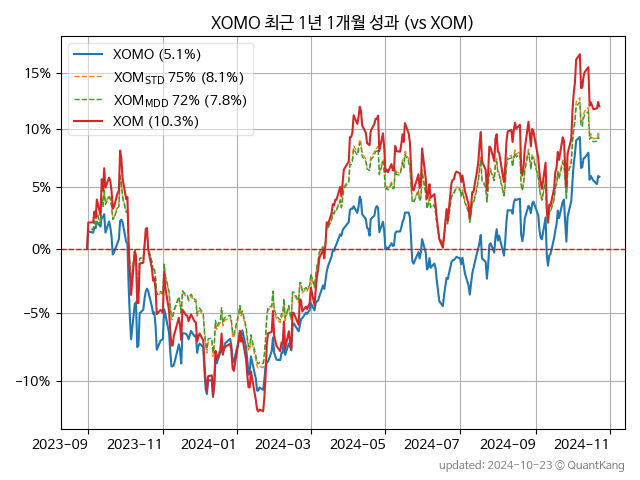 XOMO 최근 1년 1개월 성과 (vs XOM)
XOMO (5.1%)
XOM_STD 75% (8.1%)
XOM_MDD 72% (7.8%)
XOM (10.3%)
15%
10%
5%
0%
−5%
−10%
2023-09 2023-11 2024-01 2024-03 2024-05 2024-07 2024-09 2024-11
updated: 2024-10-23 ⓒ QuantKang